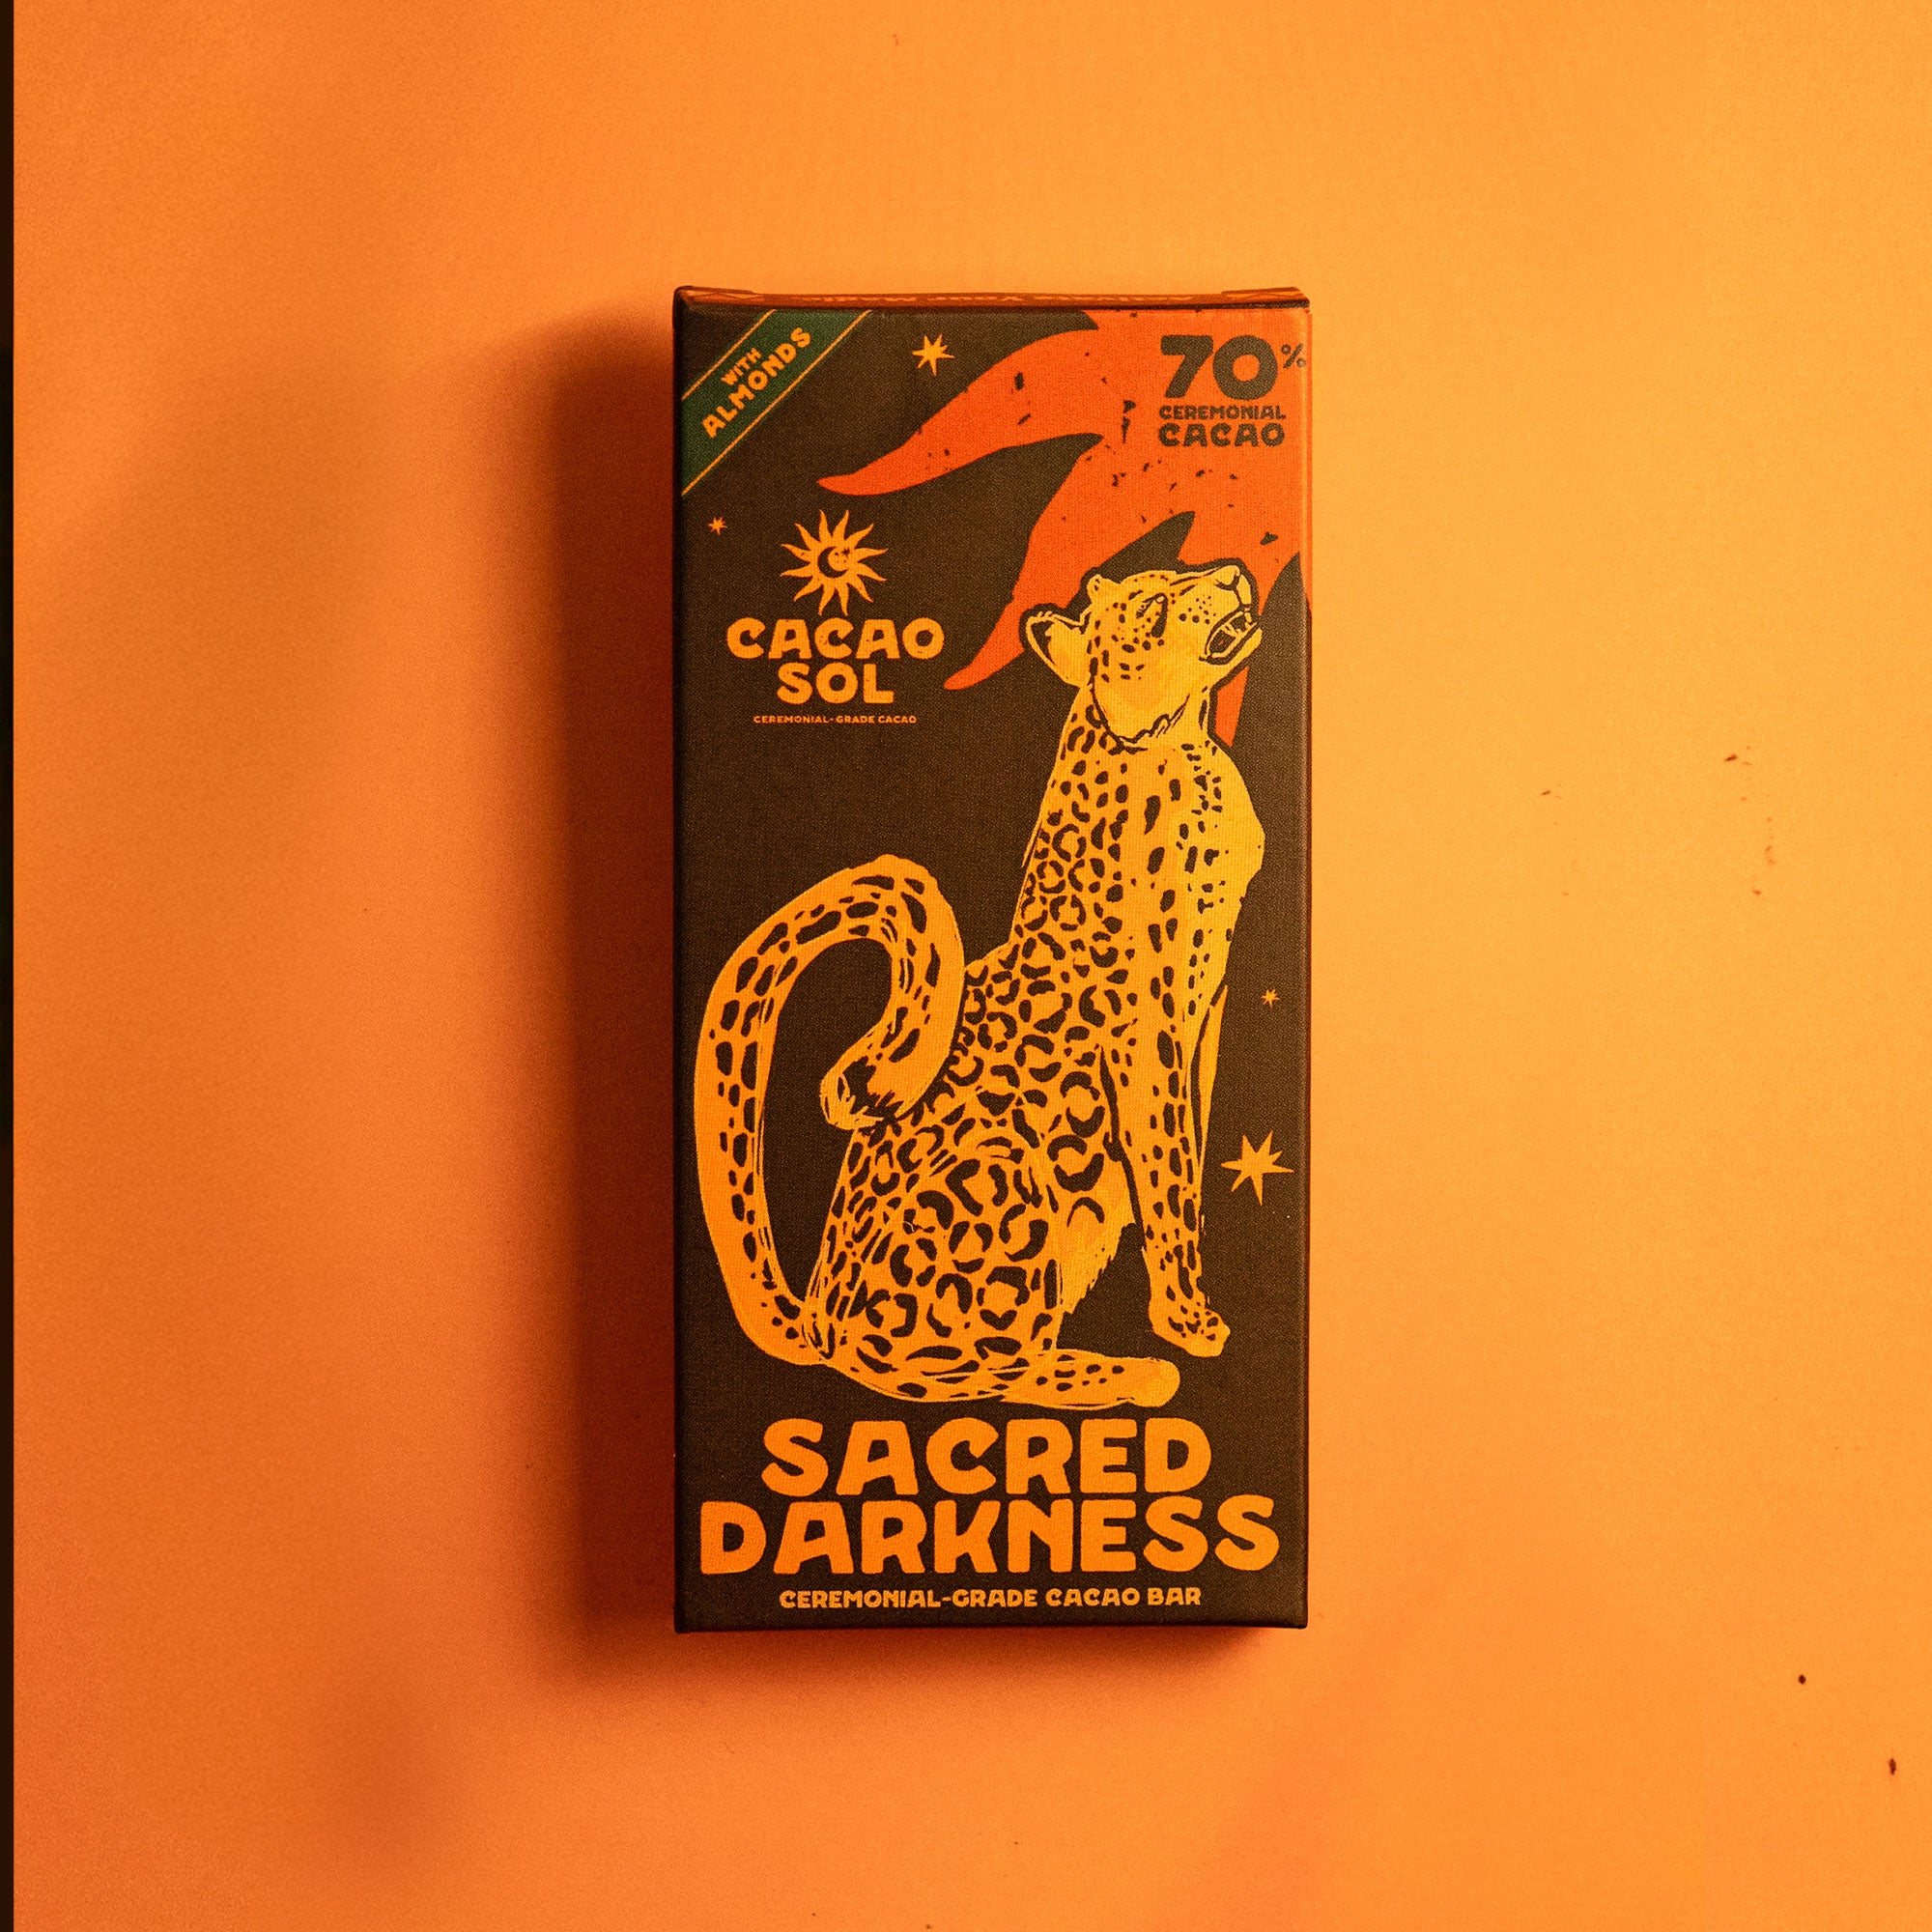 WITH
ALMONDS
70%
CEREMONIAL
CACAO
CACAO
SOL
CEREMONIAL-GRADE CACAO
SACRED
DARKNESS
CEREMONIAL-GRADE CACAO BAR